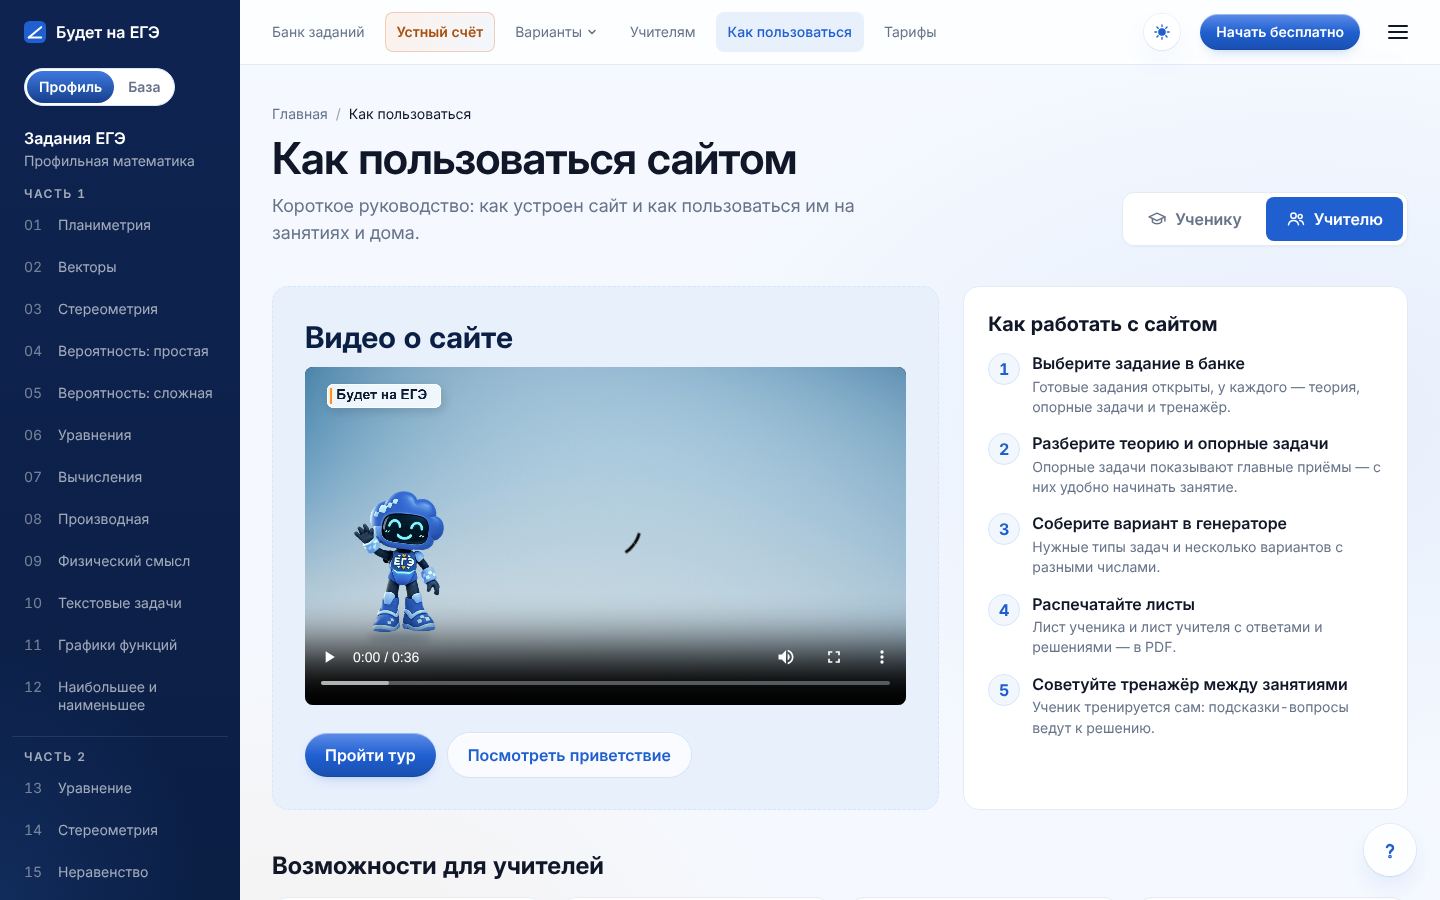 Будет на ЕГЭ
Банк заданий
Устный счёт
Варианты
Учителям
Как пользоваться
Тарифы
Начать бесплатно
Профиль
База
Задания ЕГЭ
Профильная математика
ЧАСТЬ 1
01 Планиметрия
02 Векторы
03 Стереометрия
04 Вероятность: простая
05 Вероятность: сложная
06 Уравнения
07 Вычисления
08 Производная
09 Физический смысл
10 Текстовые задачи
11 Графики функций
12 Наибольшее и
наименьшее
ЧАСТЬ 2
13 Уравнение
14 Стереометрия
15 Неравенство
Главная / Как пользоваться
Как пользоваться сайтом
Короткое руководство: как устроен сайт и как пользоваться им на
занятиях и дома.
Ученику
Учителю
Видео о сайте
Будет на ЕГЭ
ЕГЭ
0:00 / 0:36
Пройти тур
Посмотреть приветствие
Как работать с сайтом
1 Выберите задание в банке
Готовые задания открыты, у каждого — теория,
опорные задачи и тренажёр.
2 Разберите теорию и опорные задачи
Опорные задачи показывают главные приёмы — с
них удобно начинать занятие.
3 Соберите вариант в генераторе
Нужные типы задач и несколько вариантов с
разными числами.
4 Распечатайте листы
Лист ученика и лист учителя с ответами и
решениями — в PDF.
5 Советуйте тренажёр между занятиями
Ученик тренируется сам: подсказки-вопросы
ведут к решению.
Возможности для учителей
?